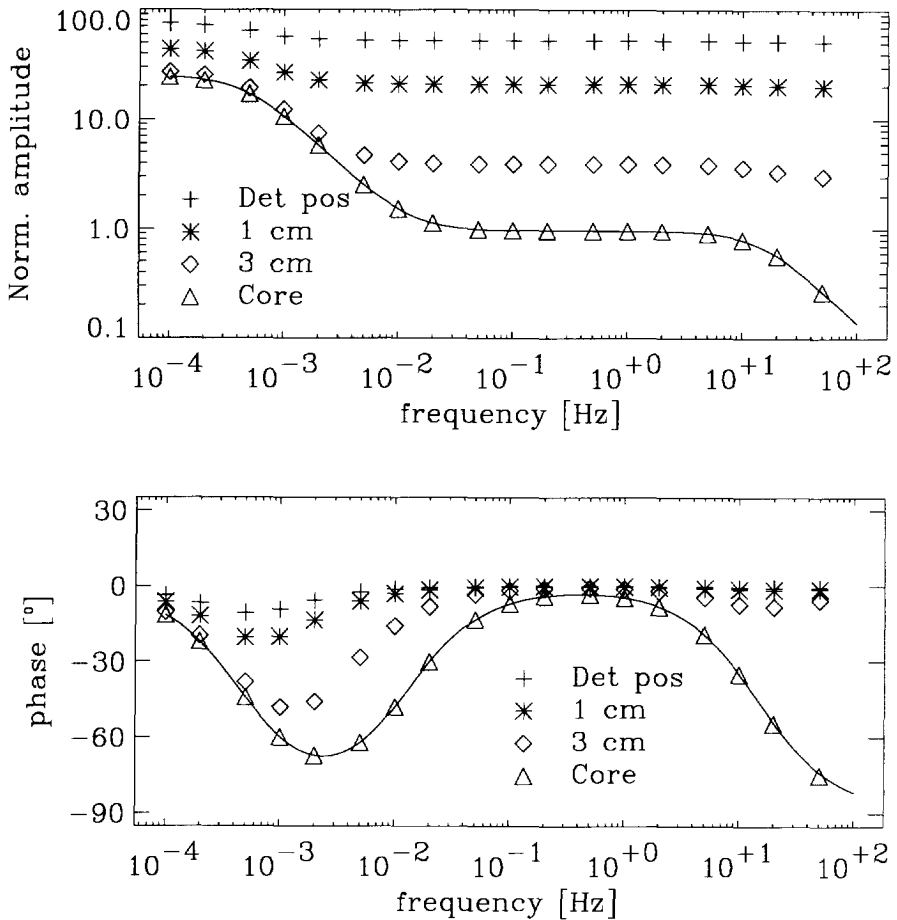 100.0
10.0
1.0
0.1
Norm. amplitude
+ Det pos
∗ 1 cm
◇ 3 cm
△ Core
10⁻⁴ 10⁻³ 10⁻² 10⁻¹ 10⁺⁰ 10⁺¹ 10⁺²
frequency [Hz]
30
0
−30
−60
−90
phase [°]
+ Det pos
∗ 1 cm
◇ 3 cm
△ Core
10⁻⁴ 10⁻³ 10⁻² 10⁻¹ 10⁺⁰ 10⁺¹ 10⁺²
frequency [Hz]